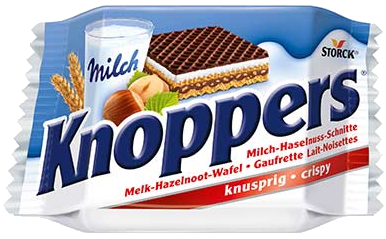 Milch
STORCK
Knoppers
Milch-Haselnuss-Schnitte
Melk-Hazelnoot-Wafel • Gaufrette Lait-Noisettes
knusprig • crispy